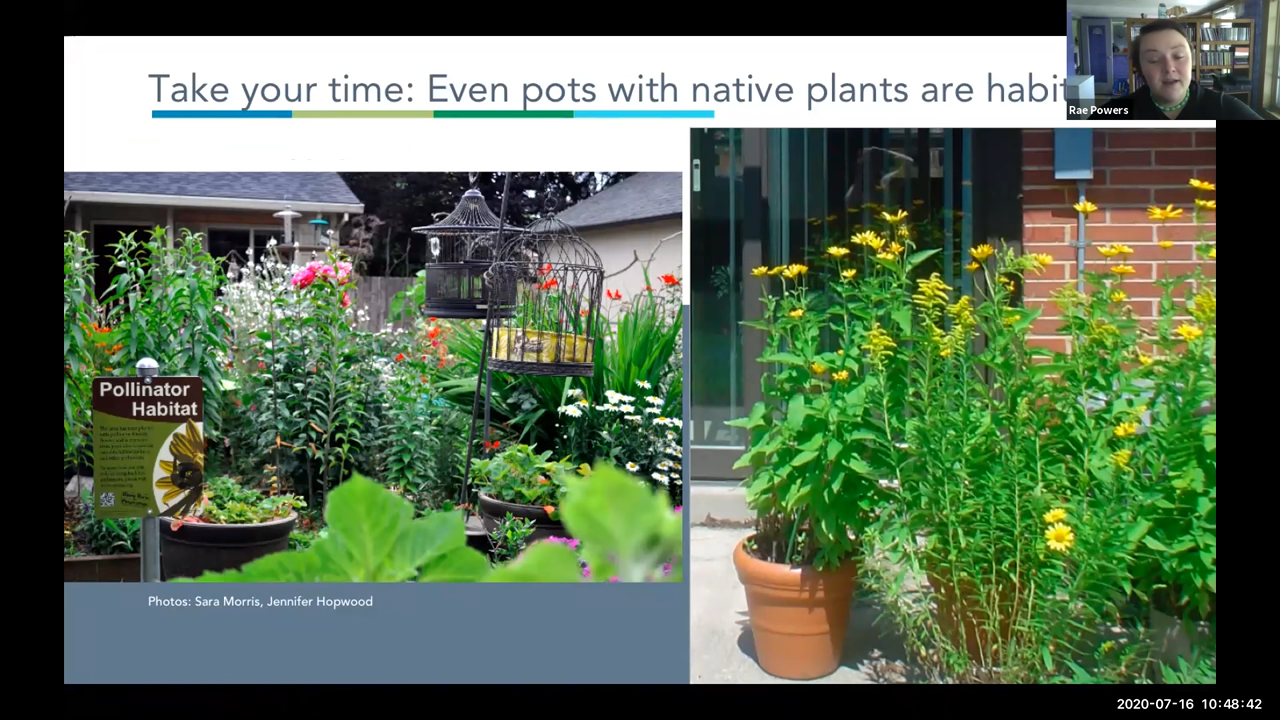 Take your time: Even pots with native plants are habit
Rae Powers
Pollinator
Habitat
Photos: Sara Morris, Jennifer Hopwood
2020-07-16 10:48:42